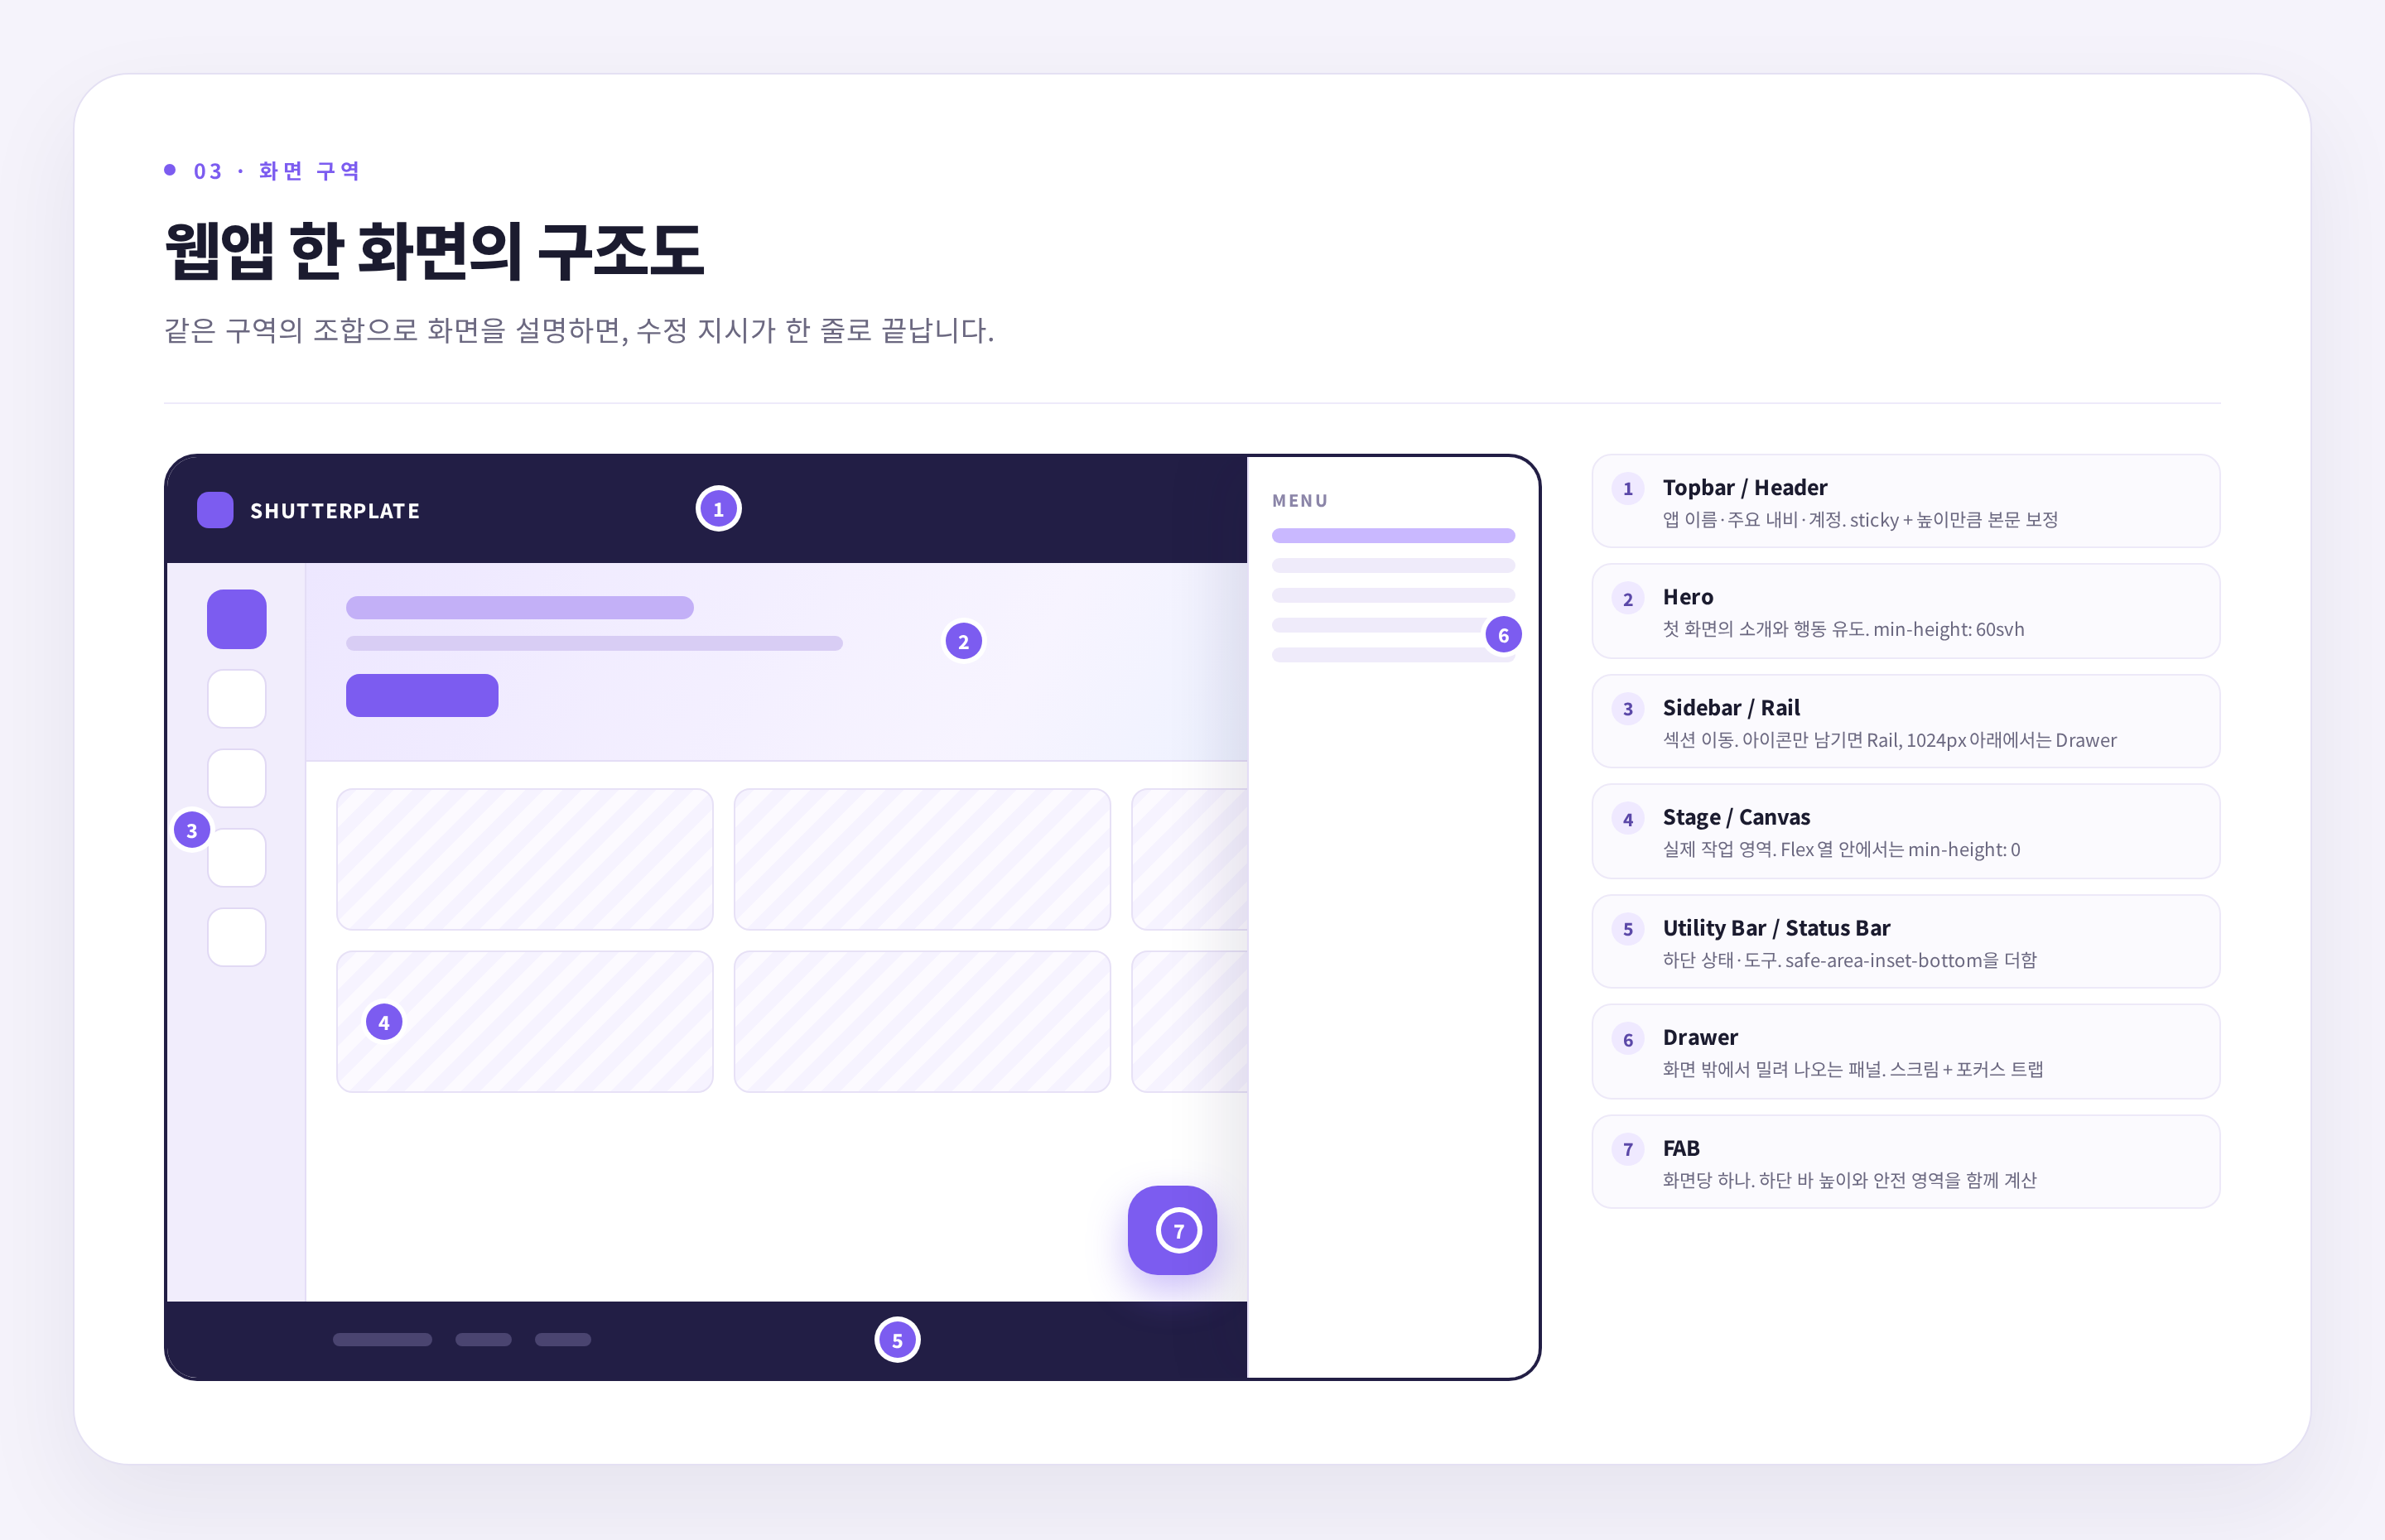 03 · 화면 구역
웹앱 한 화면의 구조도
같은 구역의 조합으로 화면을 설명하면, 수정 지시가 한 줄로 끝납니다.
SHUTTERPLATE
1
MENU
2
6
3
4
7
5
1
Topbar / Header
앱 이름·주요 내비·계정. sticky + 높이만큼 본문 보정
2
Hero
첫 화면의 소개와 행동 유도. min-height: 60svh
3
Sidebar / Rail
섹션 이동. 아이콘만 남기면 Rail, 1024px 아래에서는 Drawer
4
Stage / Canvas
실제 작업 영역. Flex 열 안에서는 min-height: 0
5
Utility Bar / Status Bar
하단 상태·도구. safe-area-inset-bottom을 더함
6
Drawer
화면 밖에서 밀려 나오는 패널. 스크림 + 포커스 트랩
7
FAB
화면당 하나. 하단 바 높이와 안전 영역을 함께 계산